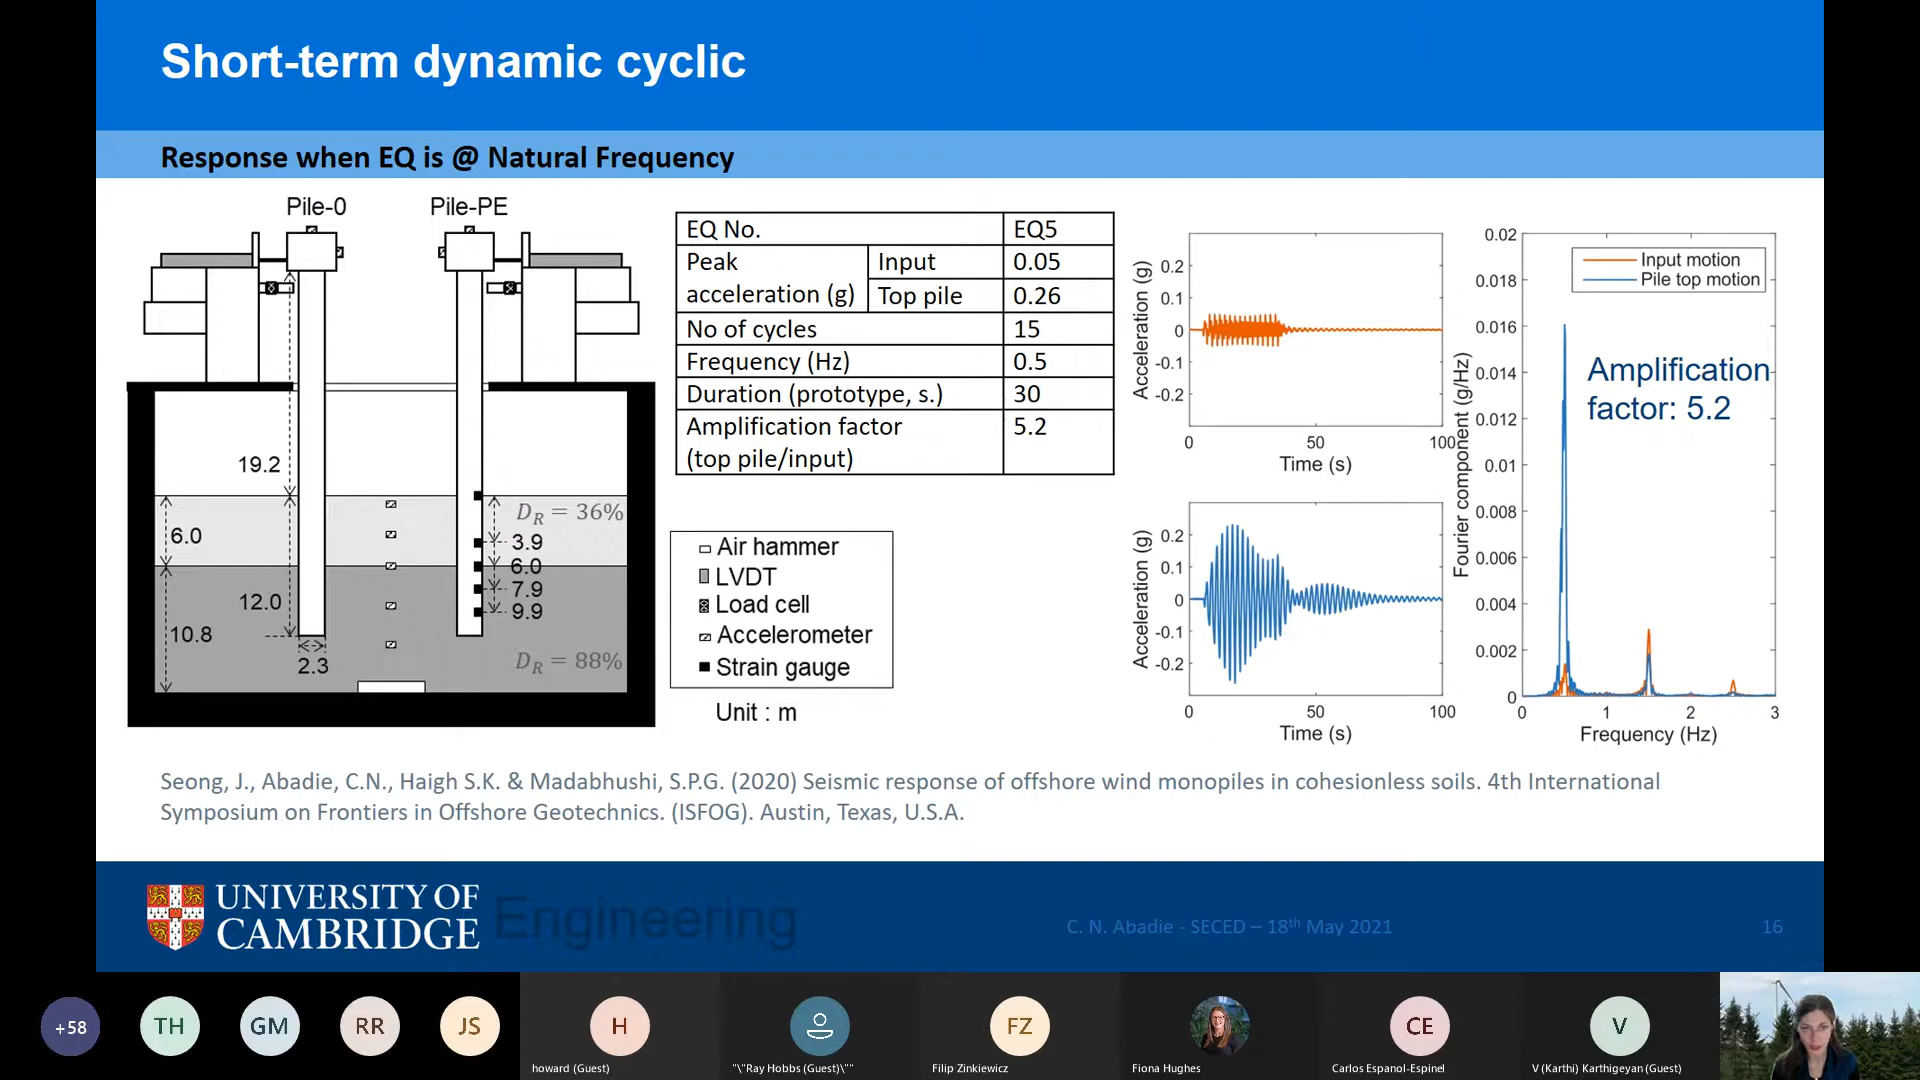 Short-term dynamic cyclic
Response when EQ is @ Natural Frequency
Pile-0
Pile-PE
19.2
6.0
12.0
10.8
2.3
D_R = 36%
3.9
6.0
7.9
9.9
D_R = 88%
EQ No. EQ5
Peak acceleration (g) Input 0.05
Top pile 0.26
No of cycles 15
Frequency (Hz) 0.5
Duration (prototype, s.) 30
Amplification factor 5.2
(top pile/input)
Air hammer
LVDT
Load cell
Accelerometer
Strain gauge
Unit : m
Acceleration (g)
0.2
0.1
0
-0.1
-0.2
0 50 100
Time (s)
Acceleration (g)
0.2
0.1
0
-0.1
-0.2
0 50 100
Time (s)
Fourier component (g/Hz)
0.02
0.018
0.016
0.014
0.012
0.01
0.008
0.006
0.004
0.002
0
0 1 2 3
Frequency (Hz)
Input motion
Pile top motion
Amplification
factor: 5.2
Seong, J., Abadie, C.N., Haigh S.K. & Madabhushi, S.P.G. (2020) Seismic response of offshore wind monopiles in cohesionless soils. 4th International
Symposium on Frontiers in Offshore Geotechnics. (ISFOG). Austin, Texas, U.S.A.
UNIVERSITY OF
CAMBRIDGE
Engineering
C. N. Abadie - SECED – 18th May 2021
16
+58
TH
GM
RR
JS
H
howard (Guest)
"\"Ray Hobbs (Guest)\""
FZ
Filip Zinkiewicz
Fiona Hughes
CE
Carlos Espanol-Espinel
V
V (Karthi) Karthigeyan (Guest)